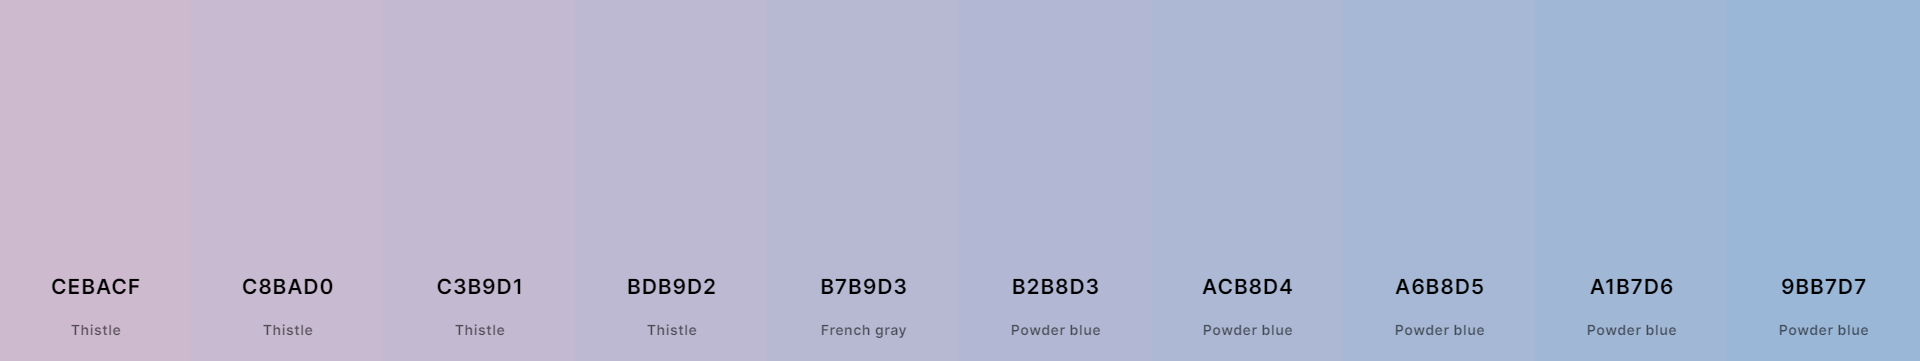 CEBACF C8BAD0 C3B9D1 BDB9D2 B7B9D3 B2B8D3 ACB8D4 A6B8D5 A1B7D6 9BB7D7
Thistle Thistle Thistle Thistle French gray Powder blue Powder blue Powder blue Powder blue Powder blue